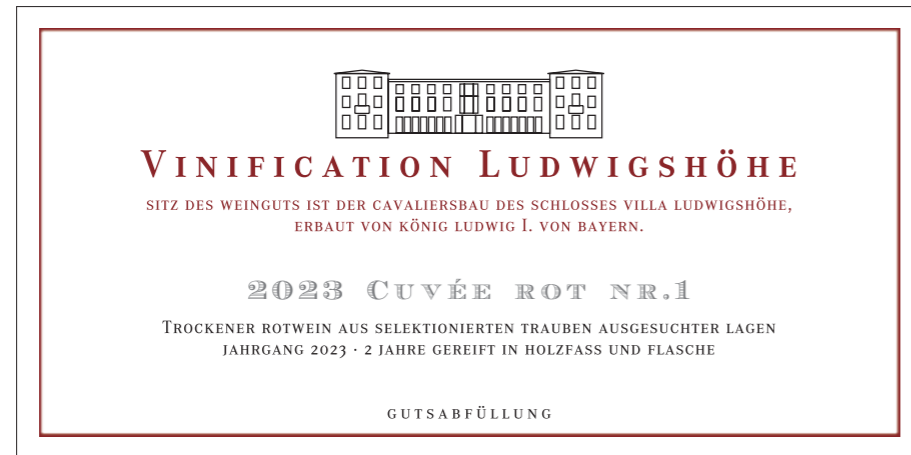 Vinification Ludwigshöhe
sitz des weinguts ist der cavaliersbau des schlosses villa ludwigshöhe,
erbaut von könig ludwig I. von bayern.
2023 Cuvée rot nr.1
Trockener rotwein aus selektionierten trauben ausgesuchter lagen
jahrgang 2023 · 2 jahre gereift in holzfass und flasche
gutsabfüllung